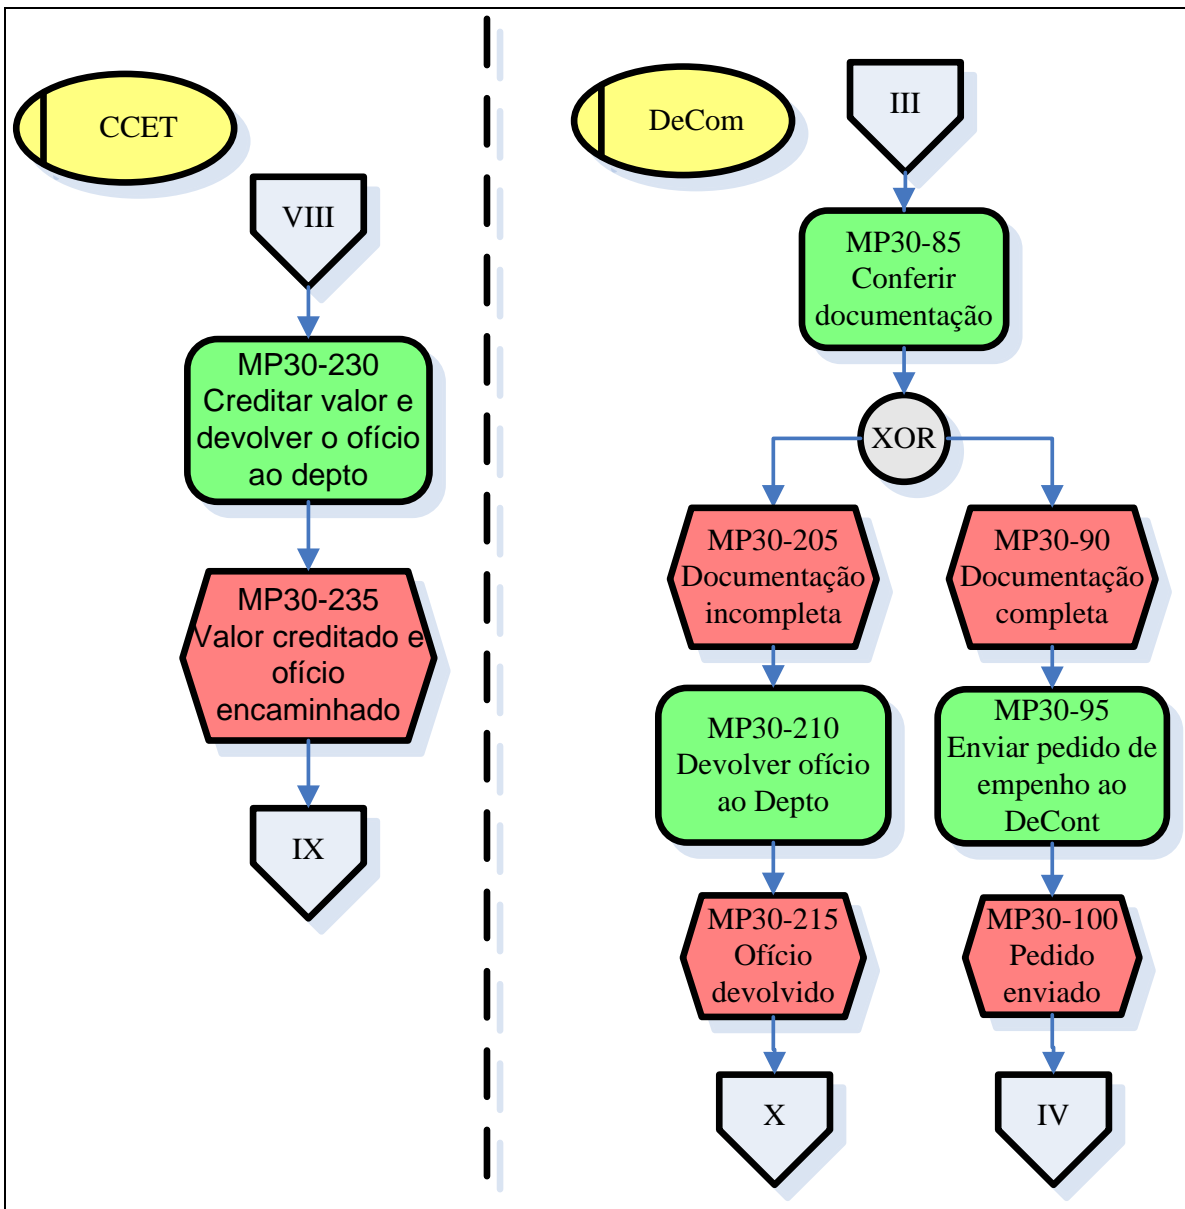 CCET
VIII
MP30-230
Creditar valor e
devolver o ofício
ao depto
MP30-235
Valor creditado e
ofício
encaminhado
IX
DeCom
III
MP30-85
Conferir
documentação
XOR
MP30-205
Documentação
incompleta
MP30-90
Documentação
completa
MP30-210
Devolver ofício
ao Depto
MP30-95
Enviar pedido de
empenho ao
DeCont
MP30-215
Ofício
devolvido
MP30-100
Pedido
enviado
X
IV